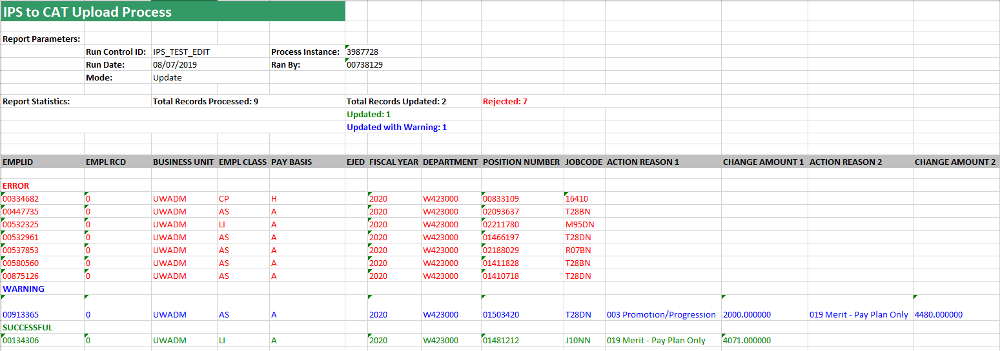 IPS to CAT Upload Process
Report Parameters:
Run Control ID: IPS_TEST_EDIT Process Instance: 3987728
Run Date: 08/07/2019 Ran By: 00738129
Mode: Update
Report Statistics: Total Records Processed: 9 Total Records Updated: 2 Rejected: 7
Updated: 1
Updated with Warning: 1
EMPLID EMPL RCD BUSINESS UNIT EMPL CLASS PAY BASIS EJED FISCAL YEAR DEPARTMENT POSITION NUMBER JOBCODE ACTION REASON 1 CHANGE AMOUNT 1 ACTION REASON 2 CHANGE AMOUNT 2
ERROR
00334682 0 UWADM CP H 2020 W423000 00833109 16410
00447735 0 UWADM AS A 2020 W423000 02093637 T28BN
00532325 0 UWADM LI A 2020 W423000 02211780 M95DN
00532961 0 UWADM AS A 2020 W423000 01466197 T28DN
00537853 0 UWADM AS A 2020 W423000 02188029 R07BN
00580560 0 UWADM AS A 2020 W423000 01411828 T28BN
00875126 0 UWADM AS A 2020 W423000 01410718 T28DN
WARNING
00913365 0 UWADM AS A 2020 W423000 01503420 T28DN 003 Promotion/Progression 2000.000000 019 Merit - Pay Plan Only 4480.000000
SUCCESSFUL
00134306 0 UWADM LI A 2020 W423000 01481212 J10NN 019 Merit - Pay Plan Only 4071.000000